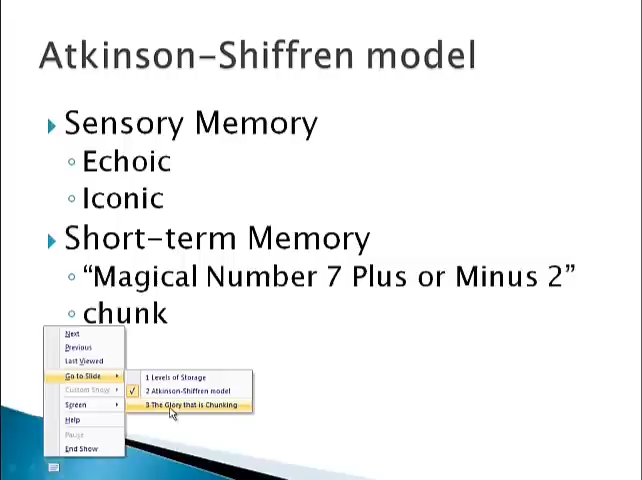 Atkinson-Shiffren model
Sensory Memory
Echoic
Iconic
Short-term Memory
"Magical Number 7 Plus or Minus 2"
chunk
Next
Previous
Last Viewed
Go to Slide
Custom Show
Screen
Help
Pause
End Show
1 Levels of Storage
2 Atkinson-Shiffren model
3 The Glory that is Chunking